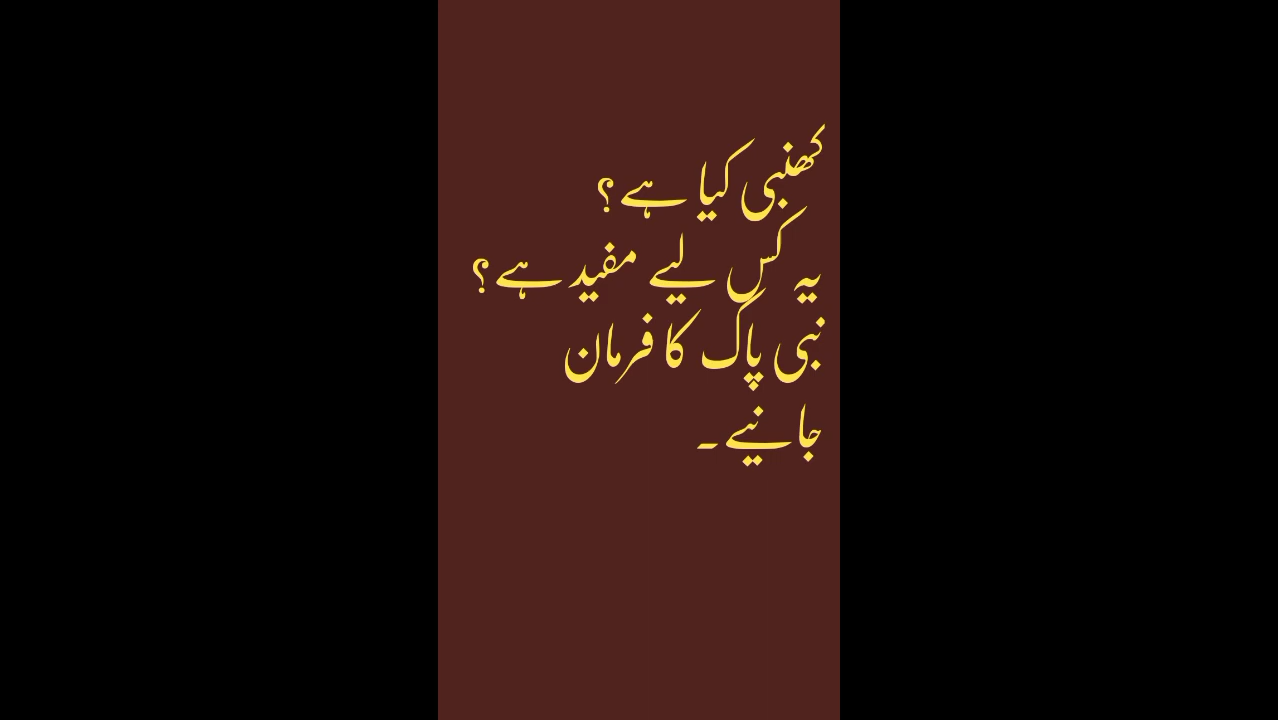 کھنبی کیا ہے؟
یہ کس لیے مفید ہے؟
نبی پاک کا فرمان
جانیے۔